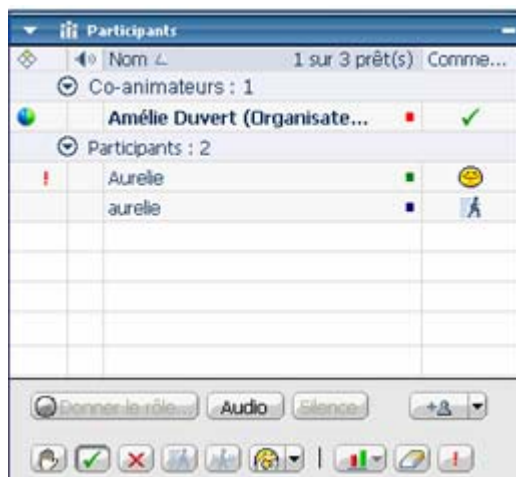 Participants
Nom 1 sur 3 prêt(s) Comme...
Co-animateurs : 1
Amélie Duvert (Organisate...
Participants : 2
Aurelie
aurelie
Donner le rôle... Audio Silence